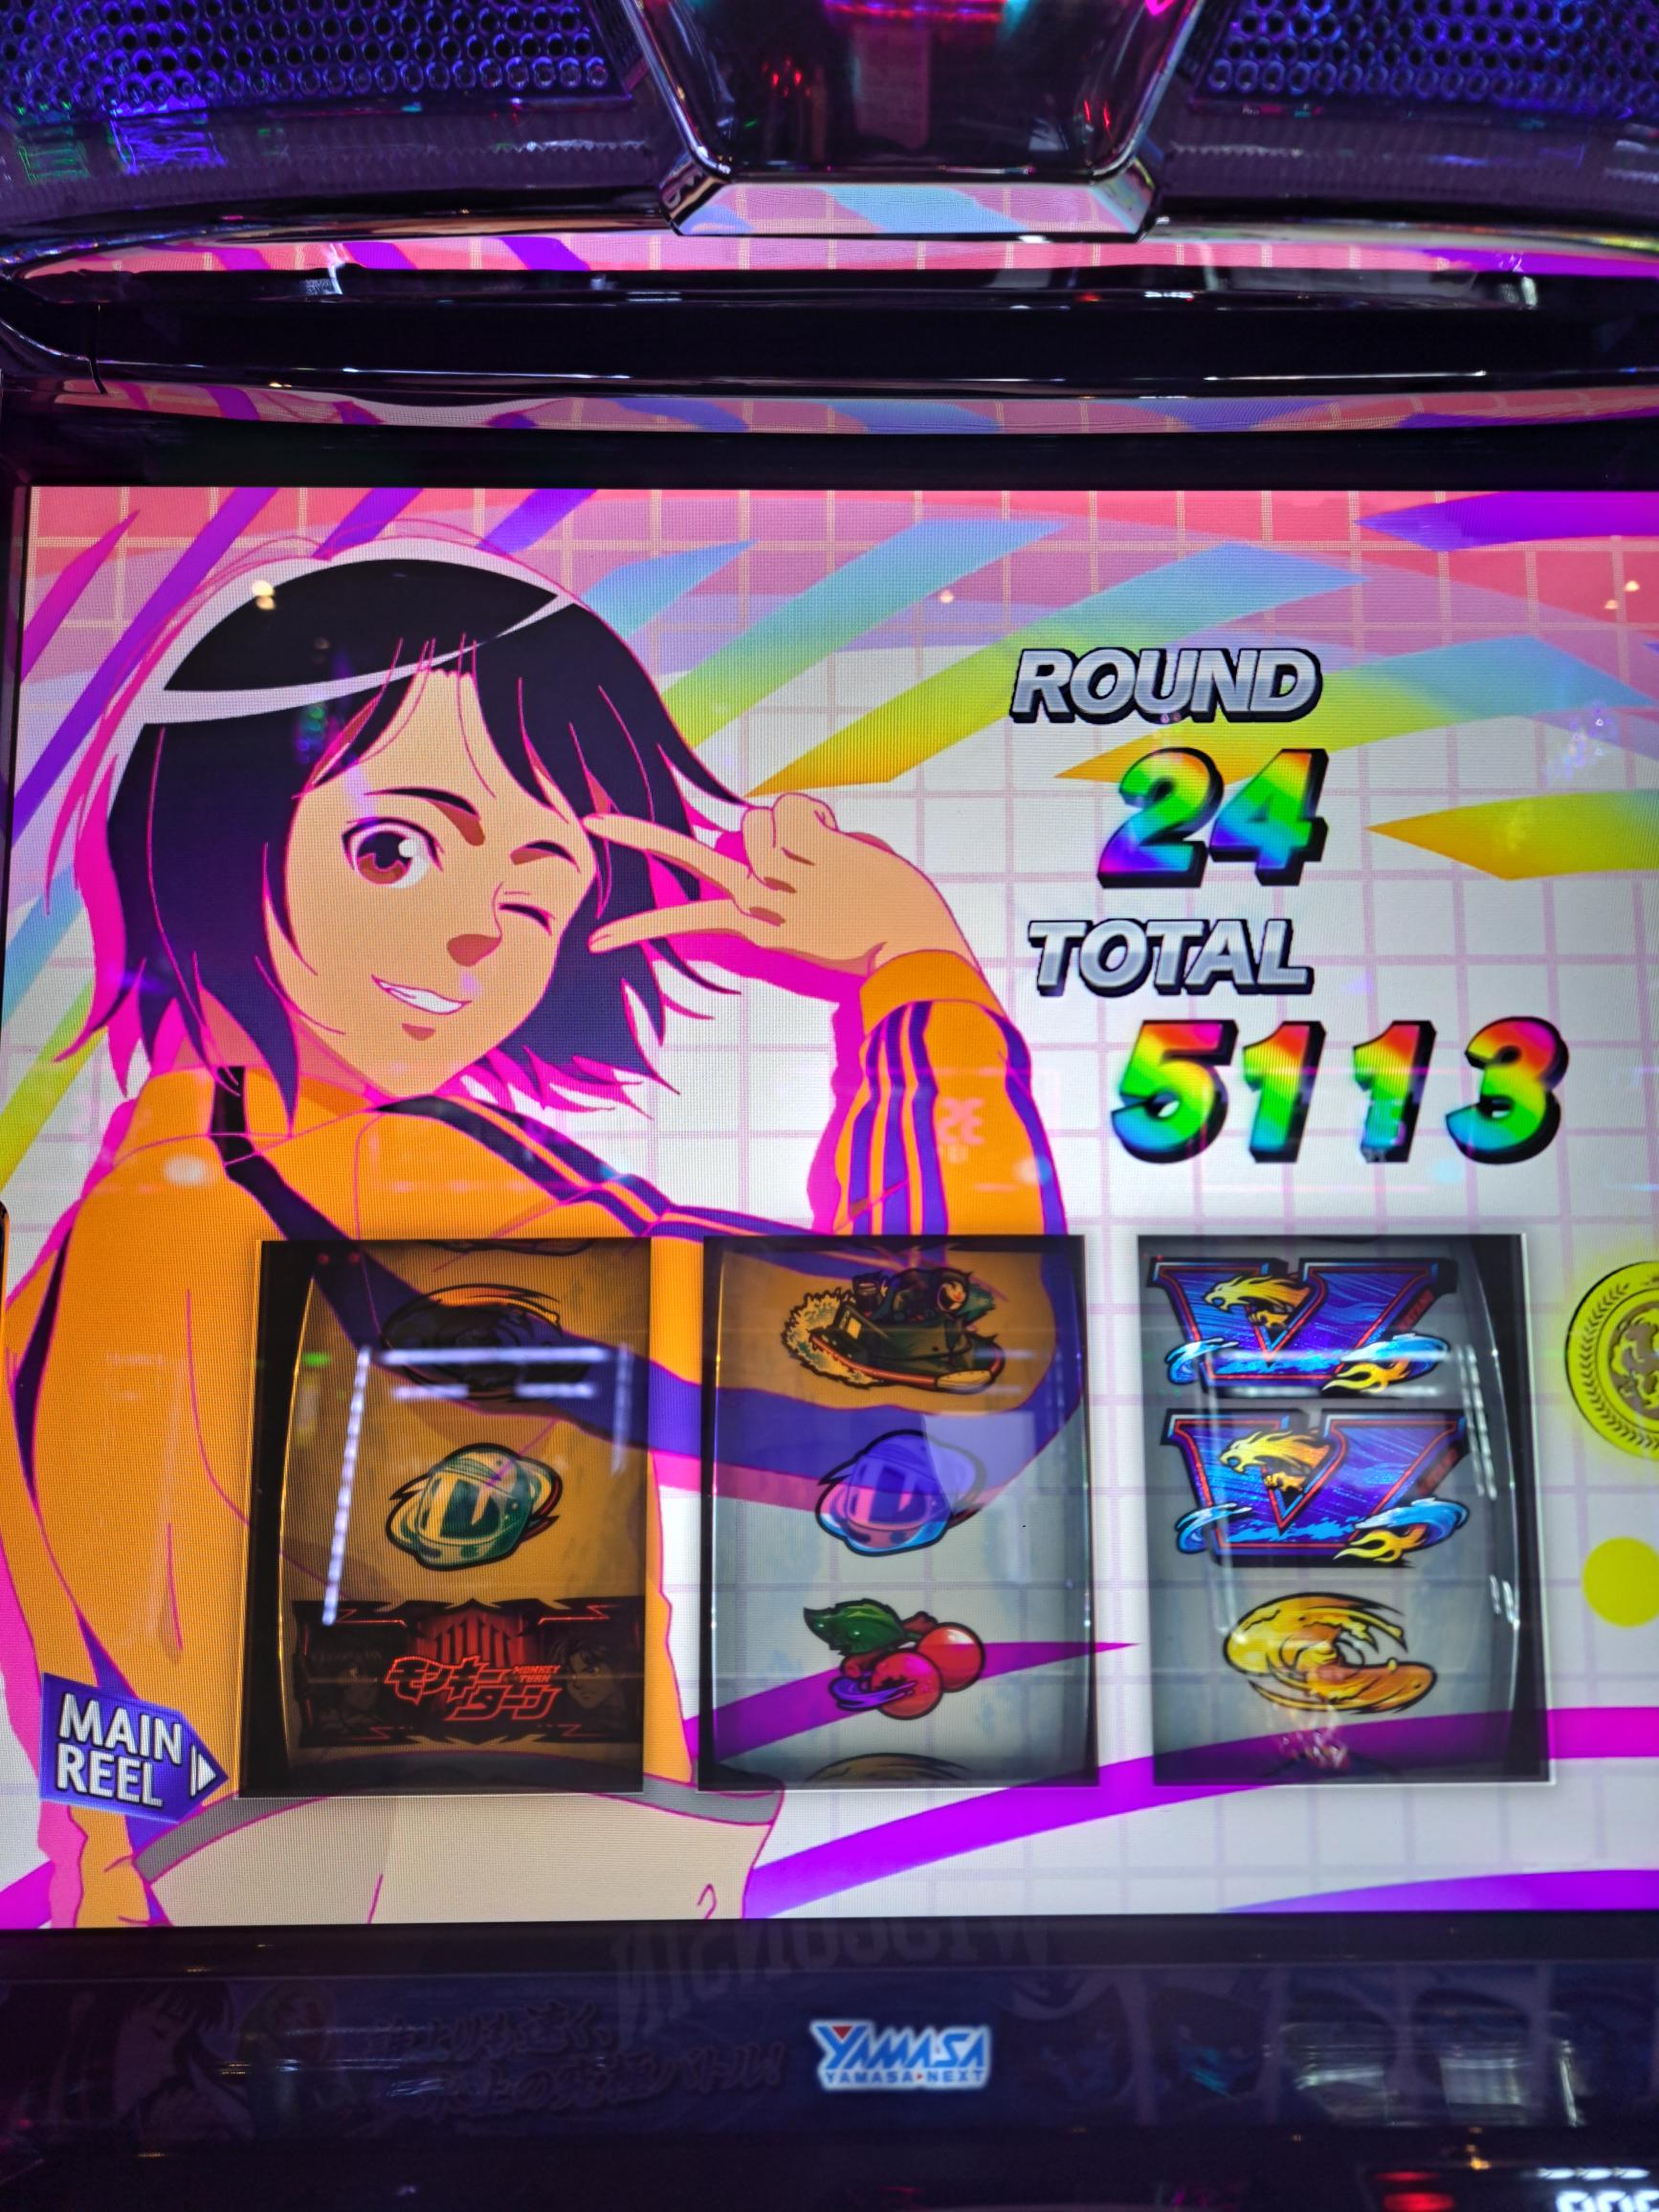 ROUND
24
TOTAL
5113
V
V
モンキーターン
MONKEY
TURN
MAIN
REEL
YAMASA
YAMASA NEXT